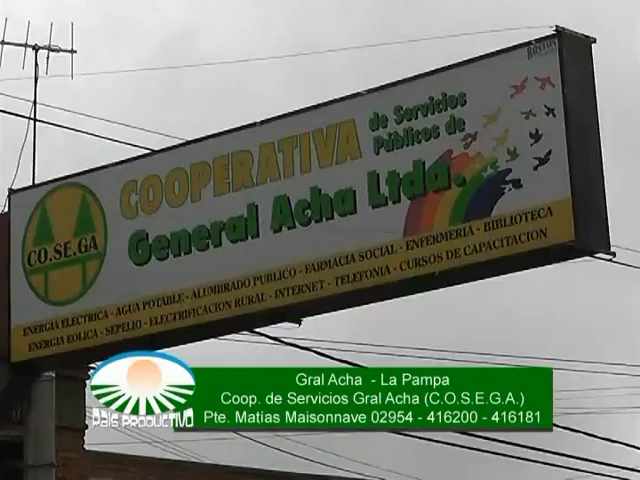 BOSTON
CO.SE.GA
COOPERATIVA de Servicios Públicos de
General Acha Ltda.
ENERGIA ELECTRICA - AGUA POTABLE - ALUMBRADO PUBLICO - FARMACIA SOCIAL - ENFERMERIA - BIBLIOTECA
ENERGIA EOLICA - SEPELIO - ELECTRIFICACION RURAL - INTERNET - TELEFONIA - CURSOS DE CAPACITACION
PAIS PRODUCTIVO
Gral Acha - La Pampa
Coop. de Servicios Gral Acha (C.O.S.E.G.A.)
Pte. Matías Maisonnave 02954 - 416200 - 416181